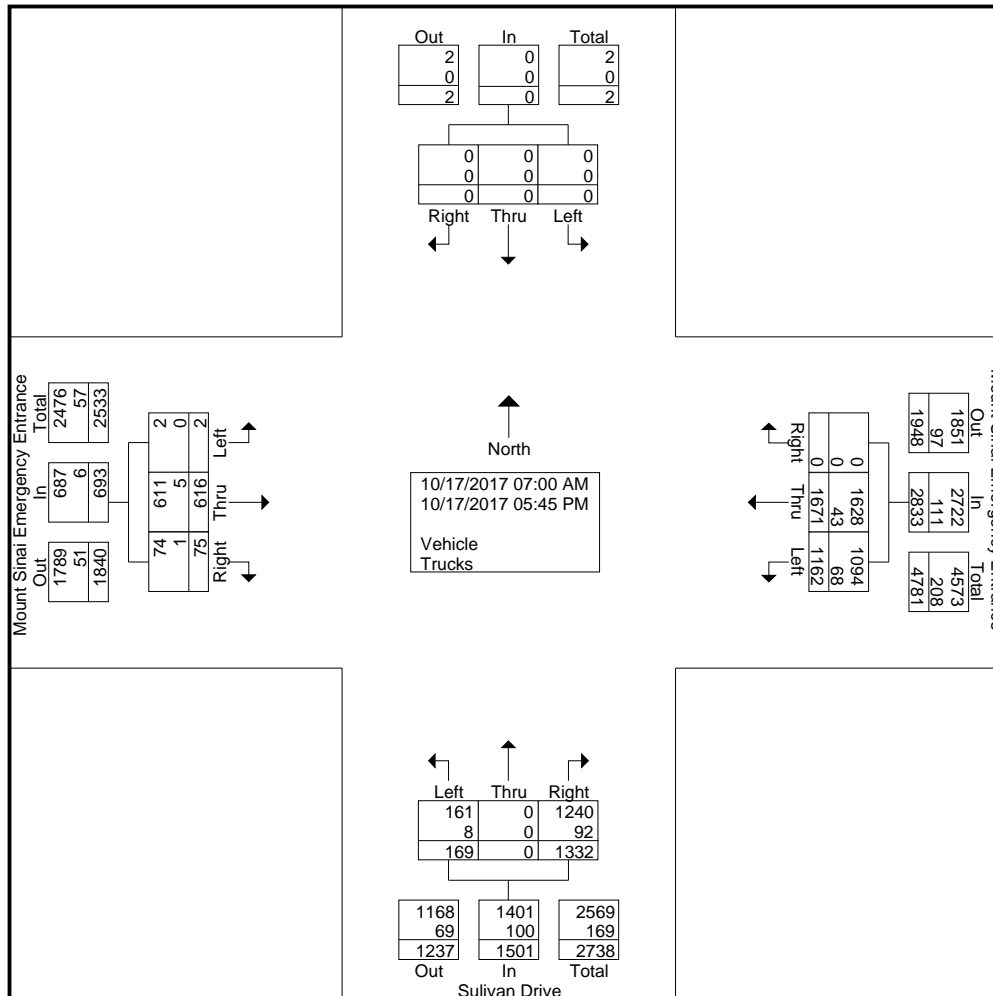 Out In Total
2 0 2
0 0 0
2 0 2
0 0 0
0 0 0
0 0 0
Right Thru Left
Mount Sinai Emergency Entrance
Total
2476
57
2533
In
687
6
693
Out
1789
51
1840
2 0 2
Left
611 5 616
Thru
74 1 75
Right
North
10/17/2017 07:00 AM
10/17/2017 05:45 PM
Vehicle
Trucks
Right
0 0 0
Thru
1671 43 1628
Left
1162 68 1094
Out
1851
97
1948
In
2722
111
2833
Total
4573
208
4781
Mount Sinai Emergency Entrance
Left Thru Right
161 0 1240
8 0 92
169 0 1332
1168 1401 2569
69 100 169
1237 1501 2738
Out In Total
Sulivan Drive